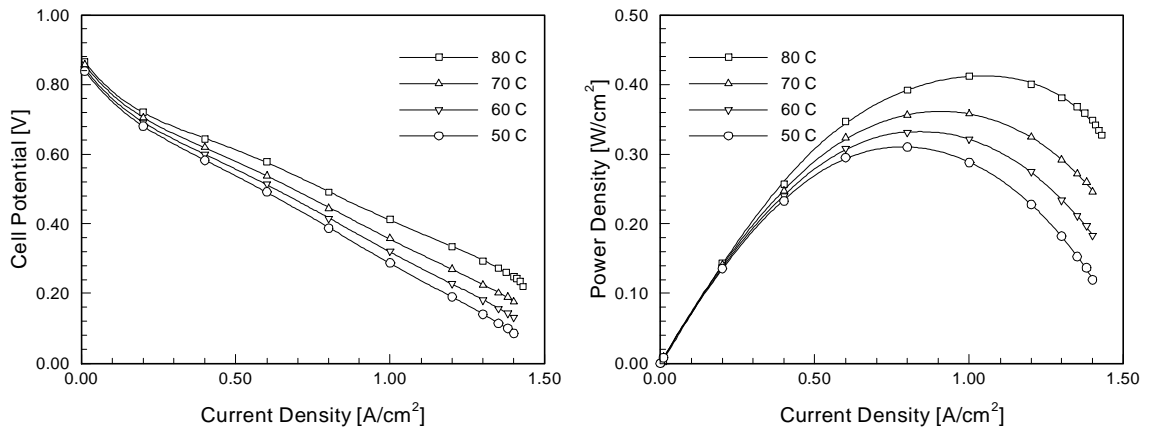 1.00
0.80
0.60
0.40
0.20
0.00
0.00
0.50
1.00
1.50
Cell Potential [V]
Current Density [A/cm²]
80 C
70 C
60 C
50 C
0.50
0.40
0.30
0.20
0.10
0.00
0.00
0.50
1.00
1.50
Power Density [W/cm²]
Current Density [A/cm²]
80 C
70 C
60 C
50 C